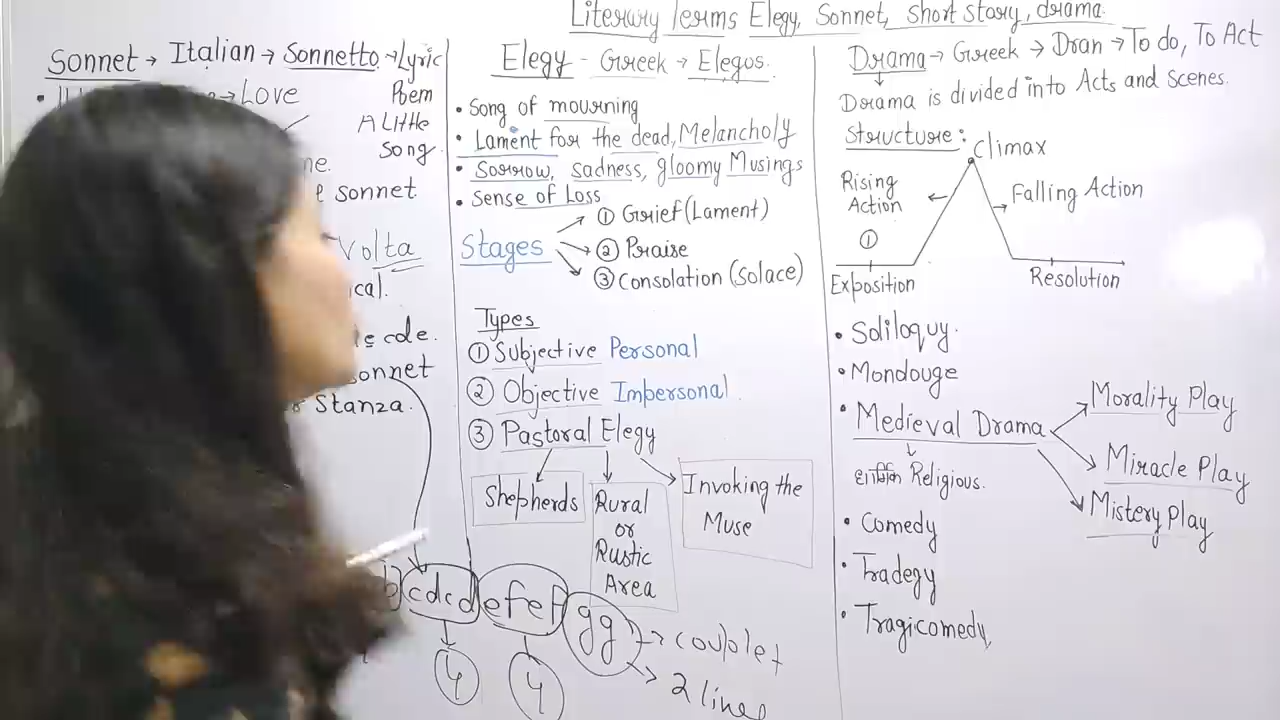 Literary Terms Elegy, Sonnet, short story, drama.
Sonnet → Italian → Sonnetto → Lyric
Poem
A Little
Song.
→ Love
me.
sonnet
Volta
ical.
cde.
Sonnet
Stanza.
cdcd efef gg → couplet
→ 2 lines
4 4
Elegy - Greek → Elegus.
• Song of mourning
• Lament for the dead, Melancholy
• Sorrow, sadness, gloomy Musings
• Sense of Loss
Stages
① Grief (Lament)
② Praise
③ Consolation (Solace)
Types
① Subjective Personal
② Objective Impersonal
③ Pastoral Elegy
Shepherds
Rural
or
Rustic
Area
Invoking the
Muse
Drama → Greek → Dran → To do, To Act
Drama is divided into Acts and Scenes.
Structure:
Climax
Rising
Action
①
Falling Action
Exposition
Resolution
• Soliloquy.
• Mondouge
• Medieval Drama
Morality Play
Miracle Play
Mistery Play
धार्मिक Religious.
• Comedy
• Tradegy
• Tragicomedy,